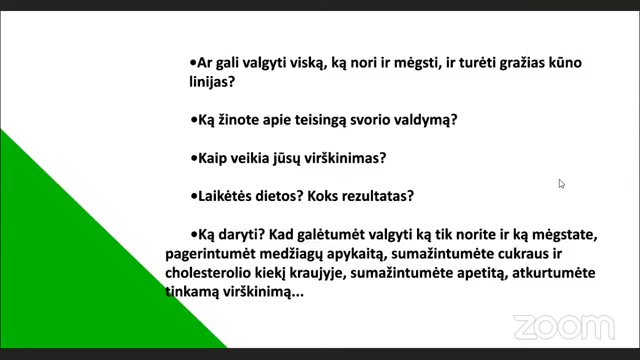 •Ar gali valgyti viską, ką nori ir mėgsti, ir turėti gražias kūno
linijas?
•Ką žinote apie teisingą svorio valdymą?
•Kaip veikia jūsų virškinimas?
•Laikėtės dietos? Koks rezultatas?
•Ką daryti? Kad galėtumėt valgyti ką tik norite ir ką mėgstate,
pagerintumėt medžiagų apykaitą, sumažintumėte cukraus ir
cholesterolio kiekį kraujyje, sumažintumėte apetitą, atkurtumėte
tinkamą virškinimą...
zoom